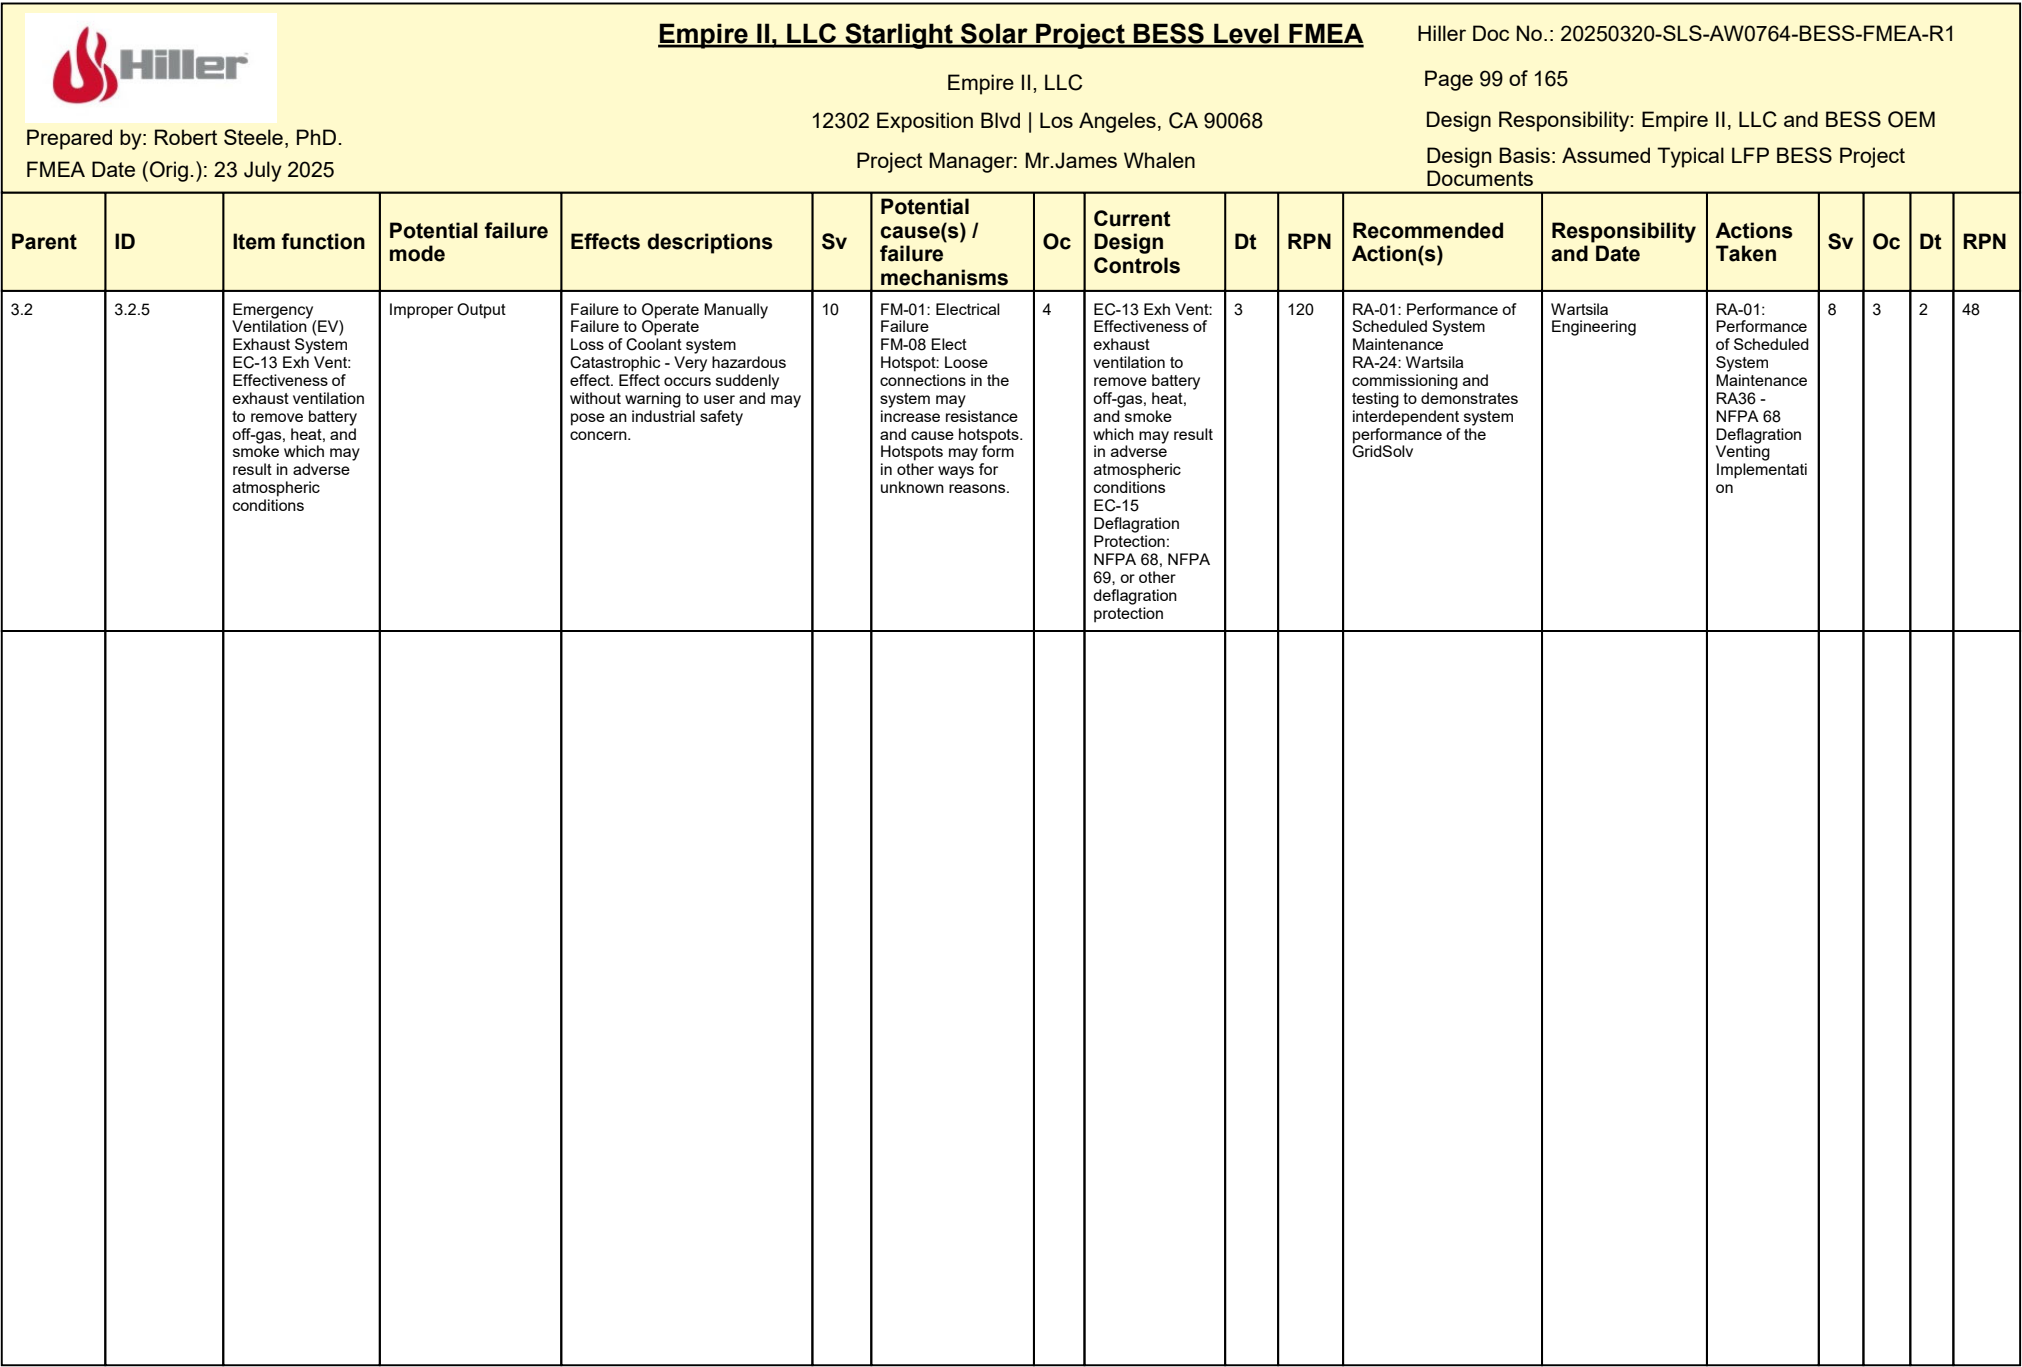 Hiller
Prepared by: Robert Steele, PhD.
FMEA Date (Orig.): 23 July 2025
Empire II, LLC Starlight Solar Project BESS Level FMEA
Empire II, LLC
12302 Exposition Blvd | Los Angeles, CA 90068
Project Manager: Mr.James Whalen
Hiller Doc No.: 20250320-SLS-AW0764-BESS-FMEA-R1
Page 99 of 165
Design Responsibility: Empire II, LLC and BESS OEM
Design Basis: Assumed Typical LFP BESS Project
Documents
Parent
ID
Item function
Potential failure
mode
Effects descriptions
Sv
Potential
cause(s) /
failure
mechanisms
Oc
Current
Design
Controls
Dt
RPN
Recommended
Action(s)
Responsibility
and Date
Actions
Taken
Sv
Oc
Dt
RPN
3.2
3.2.5
Emergency
Ventilation (EV)
Exhaust System
EC-13 Exh Vent:
Effectiveness of
exhaust ventilation
to remove battery
off-gas, heat, and
smoke which may
result in adverse
atmospheric
conditions
Improper Output
Failure to Operate Manually
Failure to Operate
Loss of Coolant system
Catastrophic - Very hazardous
effect. Effect occurs suddenly
without warning to user and may
pose an industrial safety
concern.
10
FM-01: Electrical
Failure
FM-08 Elect
Hotspot: Loose
connections in the
system may
increase resistance
and cause hotspots.
Hotspots may form
in other ways for
unknown reasons.
4
EC-13 Exh Vent:
Effectiveness of
exhaust
ventilation to
remove battery
off-gas, heat,
and smoke
which may result
in adverse
atmospheric
conditions
EC-15
Deflagration
Protection:
NFPA 68, NFPA
69, or other
deflagration
protection
3
120
RA-01: Performance of
Scheduled System
Maintenance
RA-24: Wartsila
commissioning and
testing to demonstrates
interdependent system
performance of the
GridSolv
Wartsila
Engineering
RA-01:
Performance
of Scheduled
System
Maintenance
RA36 -
NFPA 68
Deflagration
Venting
Implementati
on
8
3
2
48